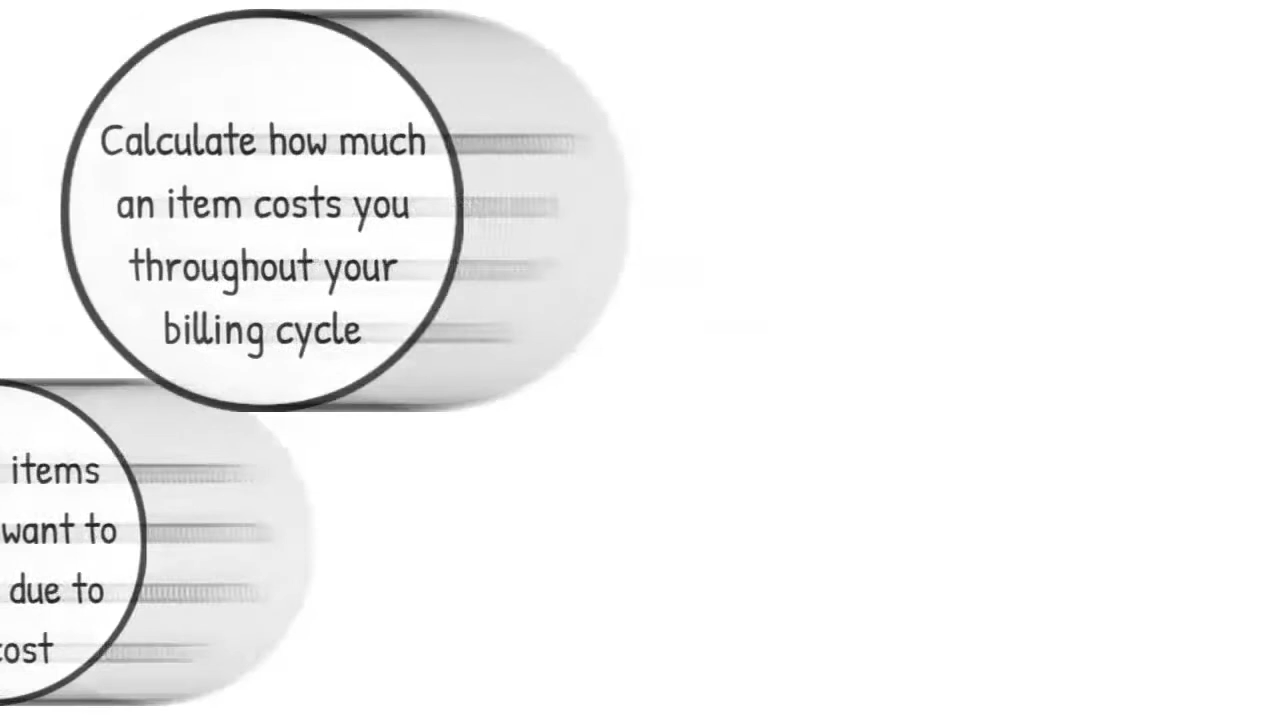 Calculate how much
an item costs you
throughout your
billing cycle
items
want to
due to
cost